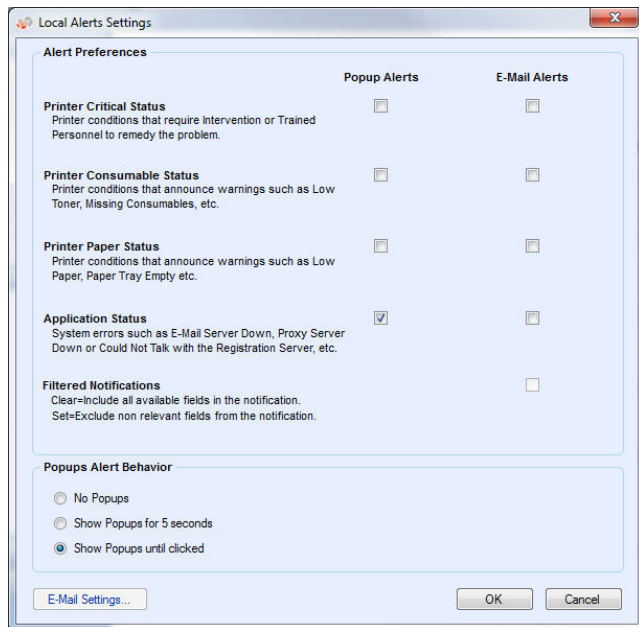 Local Alerts Settings
Alert Preferences
Popup Alerts
E-Mail Alerts
Printer Critical Status
Printer conditions that require Intervention or Trained
Personnel to remedy the problem.
Printer Consumable Status
Printer conditions that announce warnings such as Low
Toner, Missing Consumables, etc.
Printer Paper Status
Printer conditions that announce warnings such as Low
Paper, Paper Tray Empty etc.
Application Status
System errors such as E-Mail Server Down, Proxy Server
Down or Could Not Talk with the Registration Server, etc.
Filtered Notifications
Clear=Include all available fields in the notification.
Set=Exclude non relevant fields from the notification.
Popups Alert Behavior
No Popups
Show Popups for 5 seconds
Show Popups until clicked
E-Mail Settings...
OK
Cancel